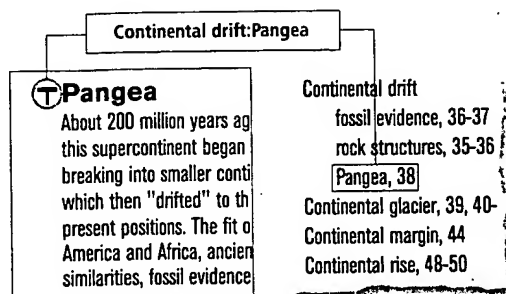 Continental drift:Pangea
T Pangea
About 200 million years ag
this supercontinent began
breaking into smaller conti
which then "drifted" to th
present positions. The fit o
America and Africa, ancien
similarities, fossil evidence
Continental drift
fossil evidence, 36-37
rock structures, 35-36
Pangea, 38
Continental glacier, 39, 40-
Continental margin, 44
Continental rise, 48-50